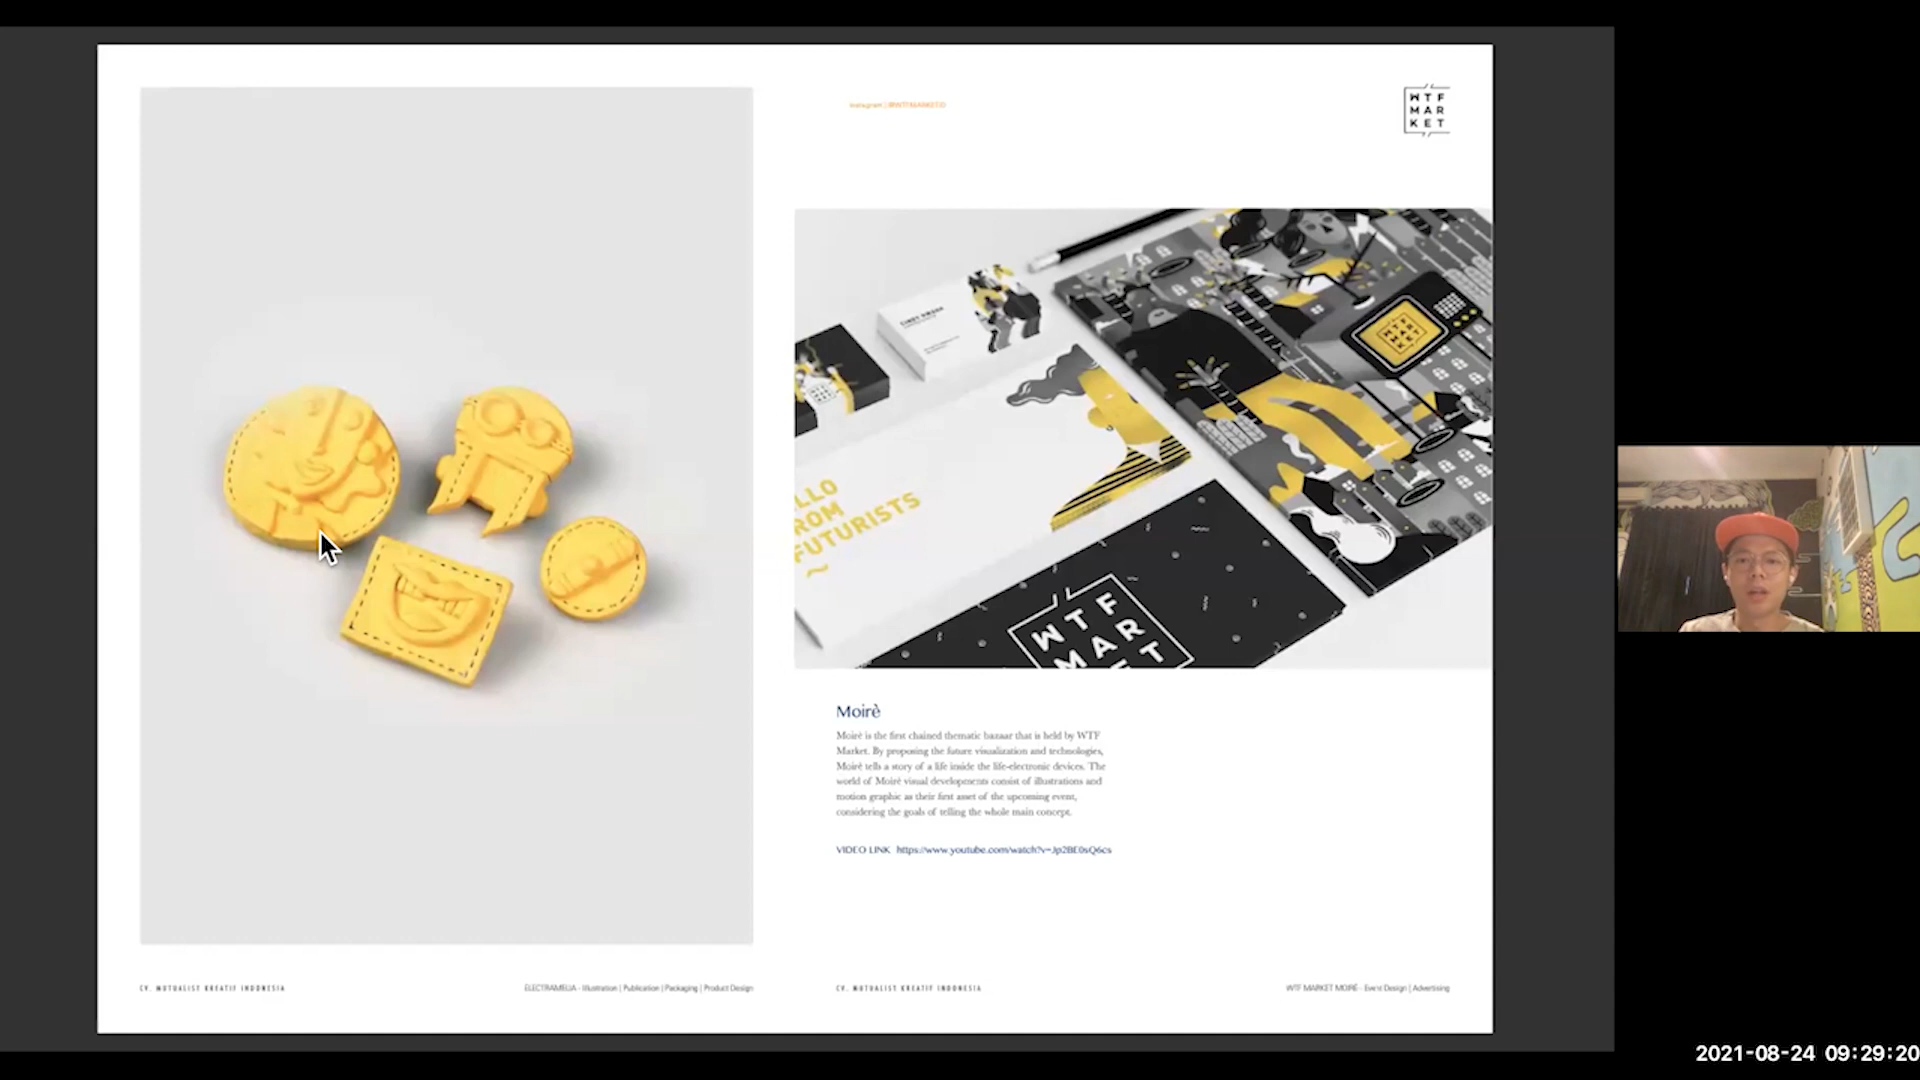 Instagram | @WTFMARKET.ID
WTF
MAR
KET
LLO
ROM
FUTURISTS
~
WTF
MAR
ET
Moirè
Moirè is the first chained thematic bazaar that is held by WTF
Market. By proposing the future visualization and technologies,
Moirè tells a story of a life inside the life-electronic devices. The
world of Moirè visual developments consist of illustrations and
motion graphic as their first asset of the upcoming event,
considering the goals of telling the whole main concept.
VIDEO LINK https://www.youtube.com/watch?v=Jp2BE0sQ6cs
CV. MUTUALIST KREATIF INDONESIA
ELECTRAMELIA - Illustration | Publication | Packaging | Product Design
CV. MUTUALIST KREATIF INDONESIA
WTF MARKET MOIRÈ - Event Design | Advertising
2021-08-24 09:29:20